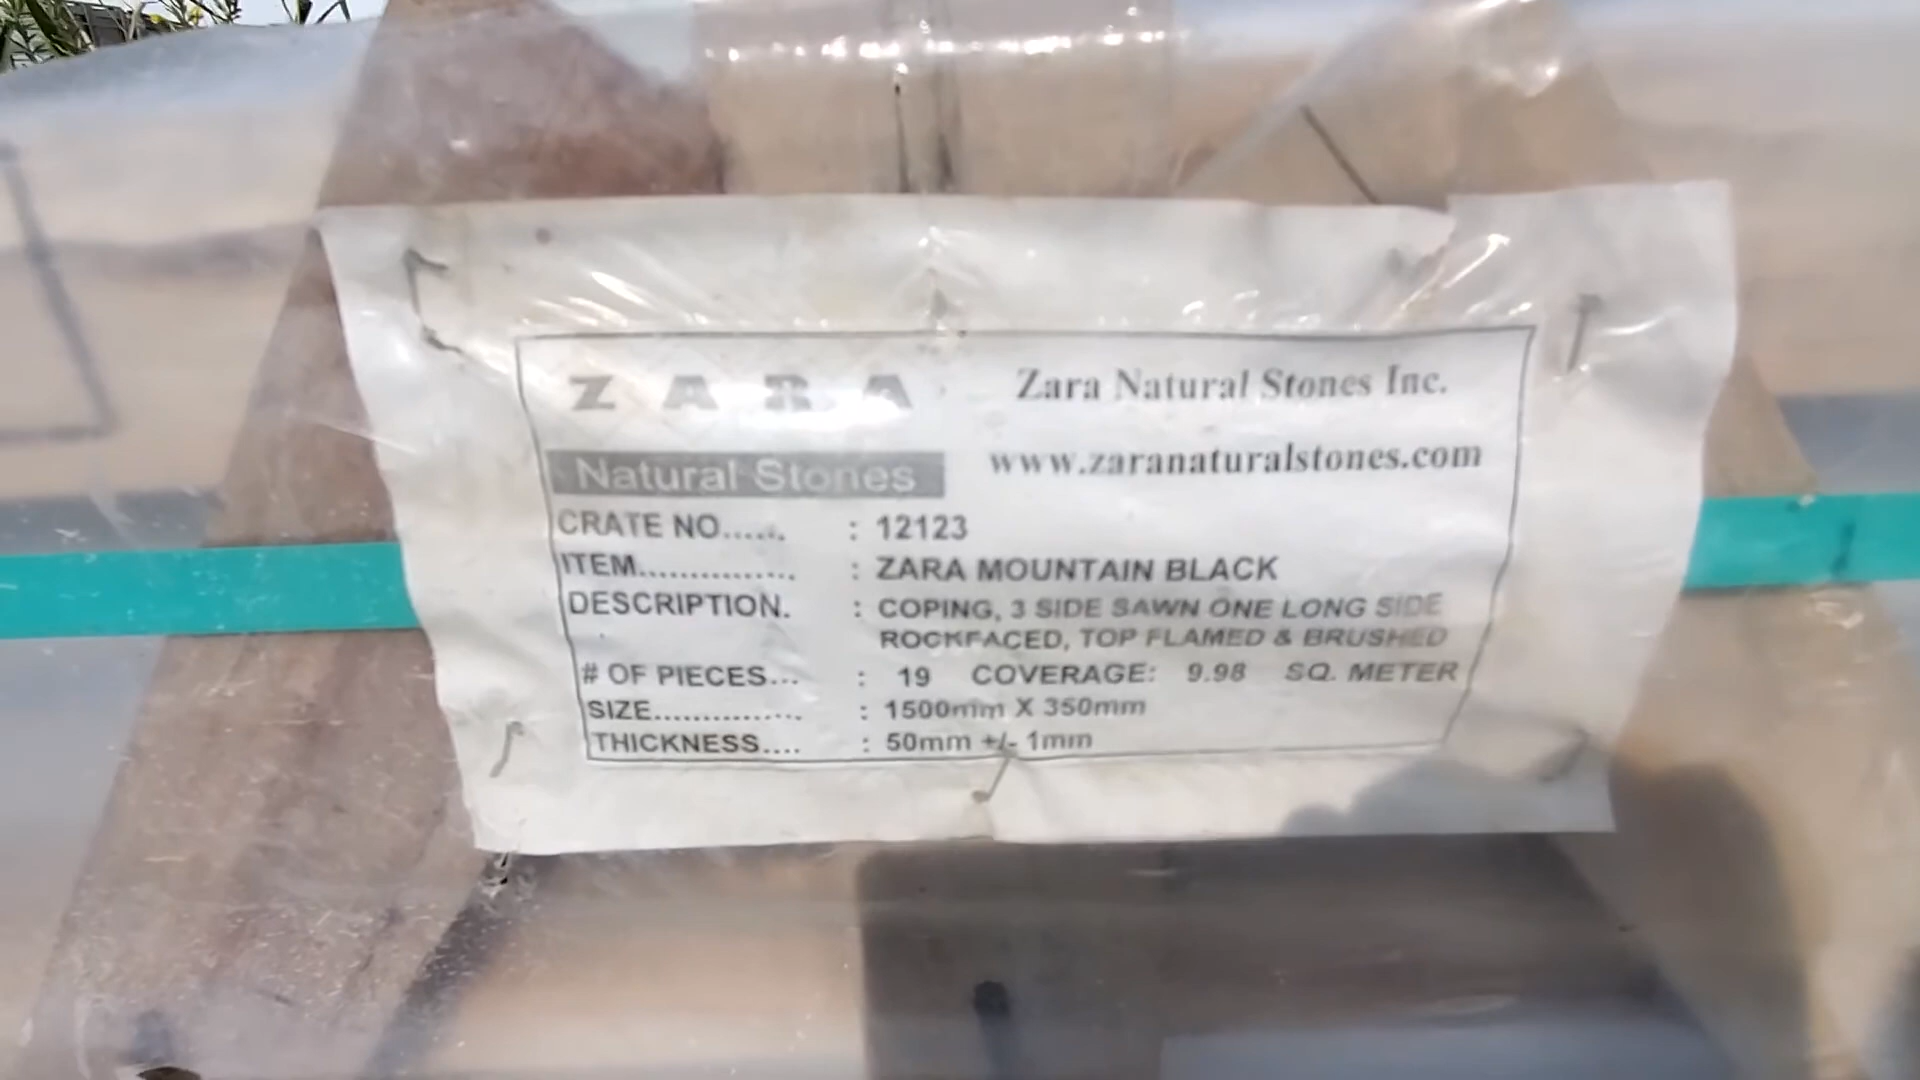 ZARA Zara Natural Stones Inc.
Natural Stones www.zaranaturalstones.com
CRATE NO...... : 12123
ITEM............... : ZARA MOUNTAIN BLACK
DESCRIPTION. : COPING, 3 SIDE SAWN ONE LONG SIDE
ROCKFACED, TOP FLAMED & BRUSHED
# OF PIECES... : 19 COVERAGE: 9.98 SQ. METER
SIZE............... : 1500mm X 350mm
THICKNESS.... : 50mm +/- 1mm